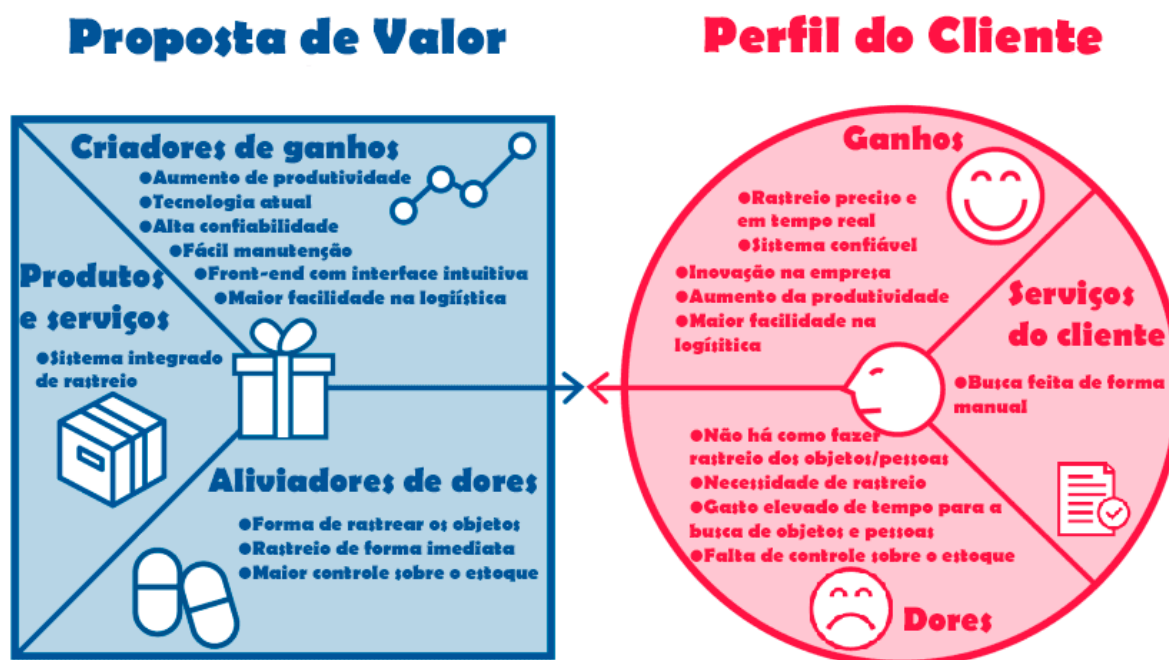 Proposta de Valor
Criadores de ganhos
●Aumento de produtividade
●Tecnologia atual
●Alta confiabilidade
●Fácil manutenção
●Front-end com interface intuitiva
●Maior facilidade na logiística
Produtos
e serviços
●Sistema integrado
de rastreio
Aliviadores de dores
●Forma de rastrear os objetos
●Rastreio de forma imediata
●Maior controle sobre o estoque
Perfil do Cliente
Ganhos
●Rastreio preciso e
em tempo real
●Sistema confiável
●Inovação na empresa
●Aumento da produtividade
●Maior facilidade na
logísitica
Serviços
do cliente
●Busca feita de forma
manual
●Não há como fazer
rastreio dos objetos/pessoas
●Necessidade de rastreio
●Gasto elevado de tempo para a
busca de objetos e pessoas
●Falta de controle sobre o estoque
Dores